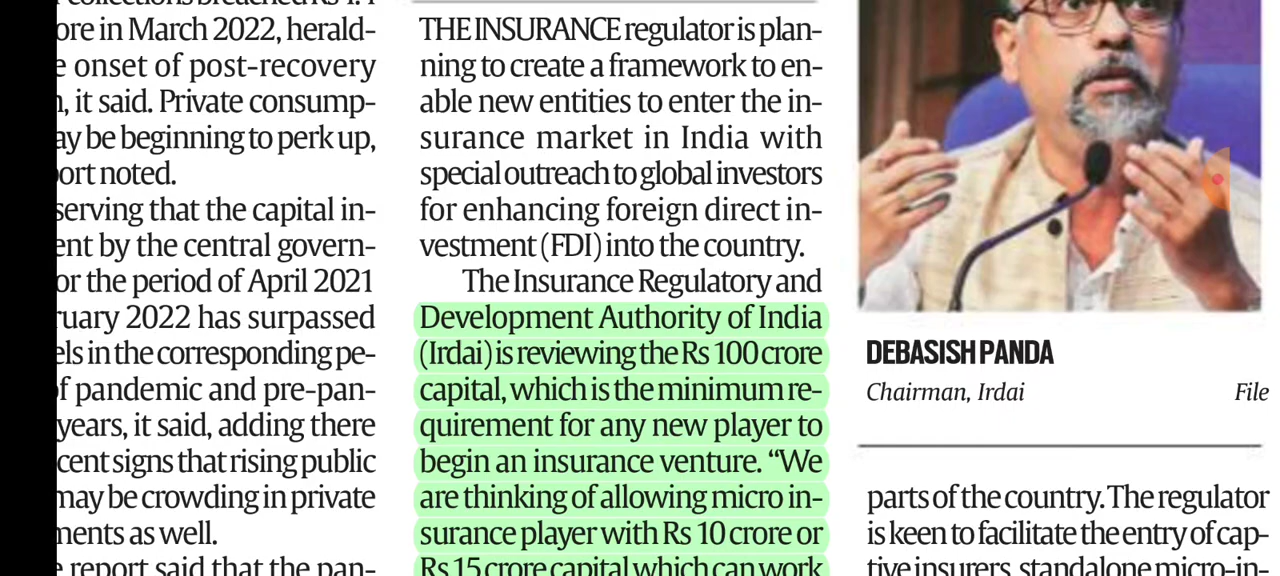 ore in March 2022, herald-
onset of post-recovery
, it said. Private consump-
ay be beginning to perk up,
ort noted.
serving that the capital in-
ent by the central govern-
or the period of April 2021
ruary 2022 has surpassed
els in the corresponding pe-
of pandemic and pre-pan-
years, it said, adding there
cent signs that rising public
may be crowding in private
ments as well.
report said that the pan-
THE INSURANCE regulator is plan-
ning to create a framework to en-
able new entities to enter the in-
surance market in India with
special outreach to global investors
for enhancing foreign direct in-
vestment (FDI) into the country.
The Insurance Regulatory and
Development Authority of India
(Irdai) is reviewing the Rs 100 crore
capital, which is the minimum re-
quirement for any new player to
begin an insurance venture. “We
are thinking of allowing micro in-
surance player with Rs 10 crore or
Rs 15 crore capital which can work
DEBASISH PANDA
Chairman, Irdai File
parts of the country. The regulator
is keen to facilitate the entry of cap-
tive insurers, standalone micro-in-